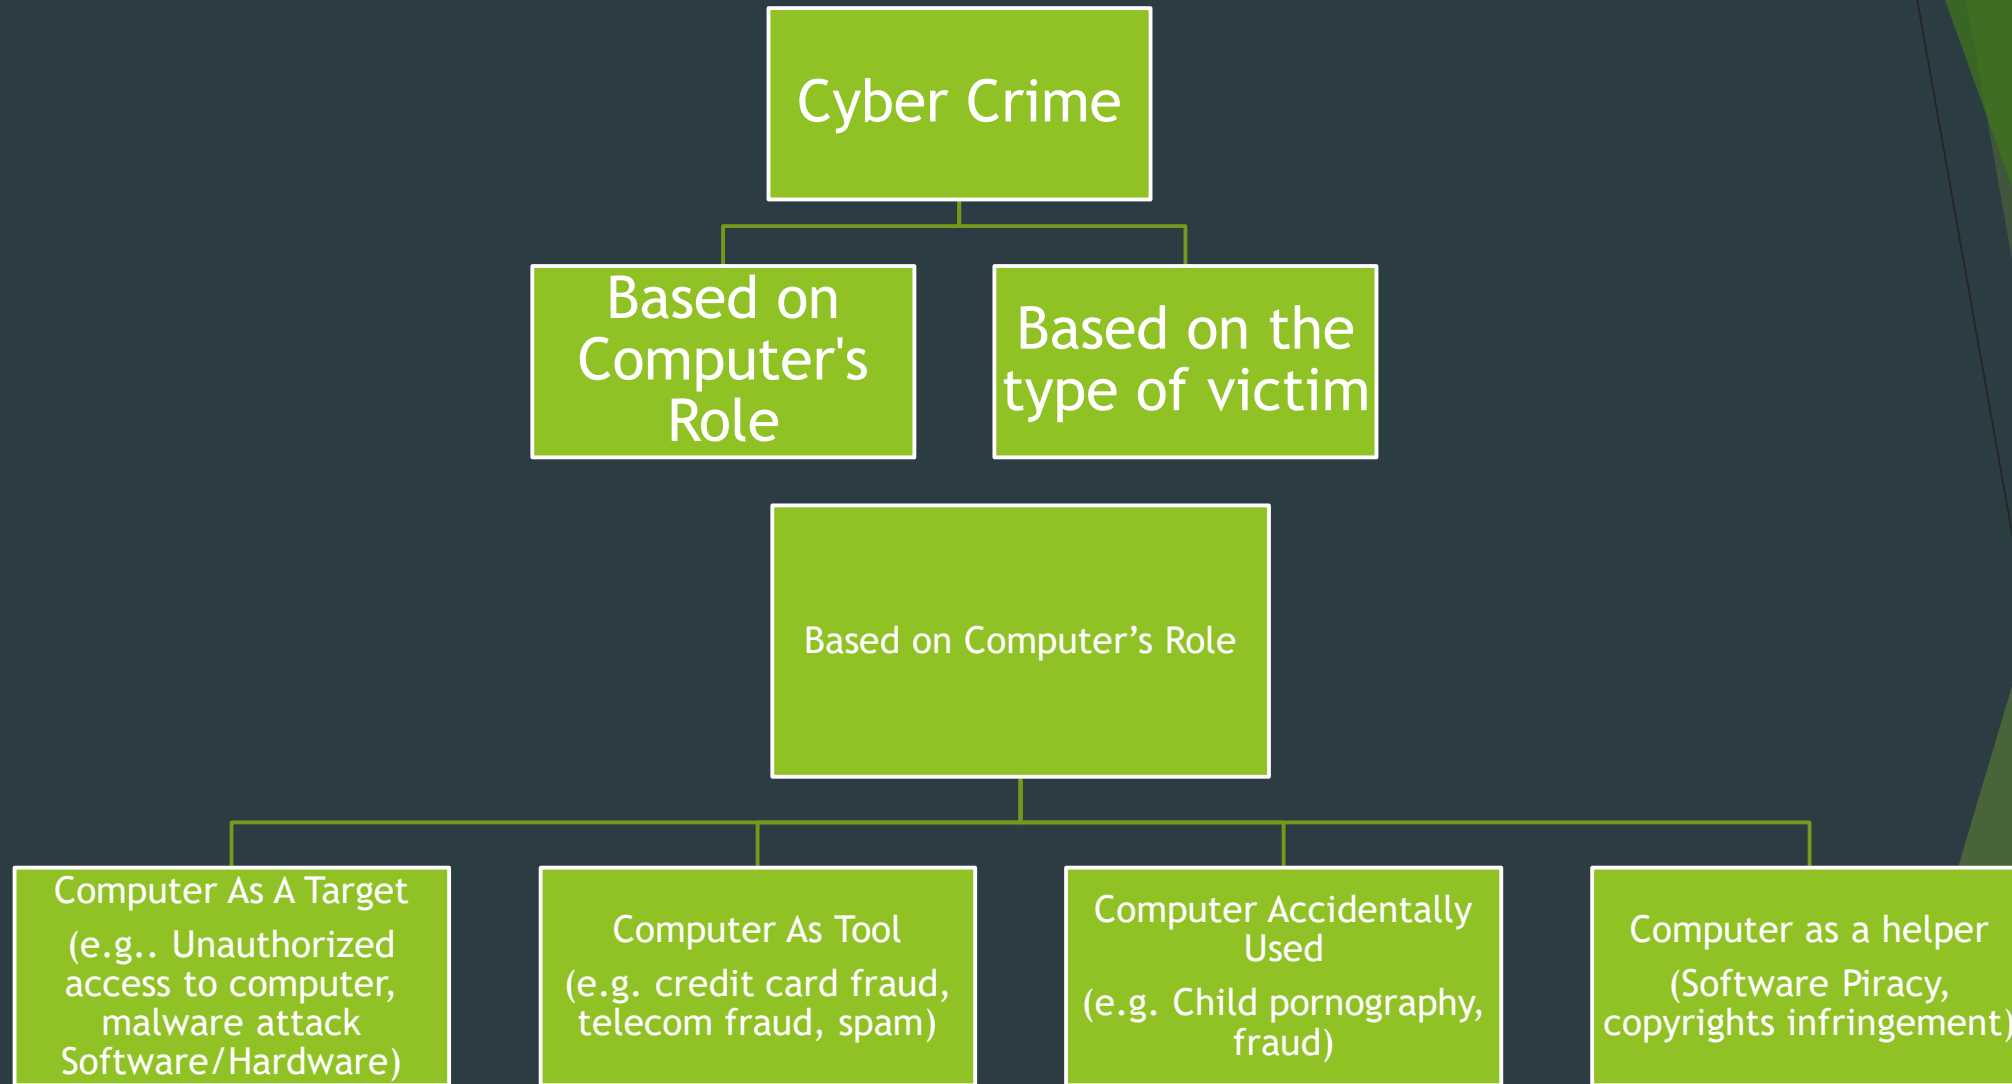 Cyber Crime
Based on
Computer's
Role
Based on the
type of victim
Based on Computer’s Role
Computer As A Target
(e.g.. Unauthorized
access to computer,
malware attack
Software/Hardware)
Computer As Tool
(e.g. credit card fraud,
telecom fraud, spam)
Computer Accidentally
Used
(e.g. Child pornography,
fraud)
Computer as a helper
(Software Piracy,
copyrights infringement)